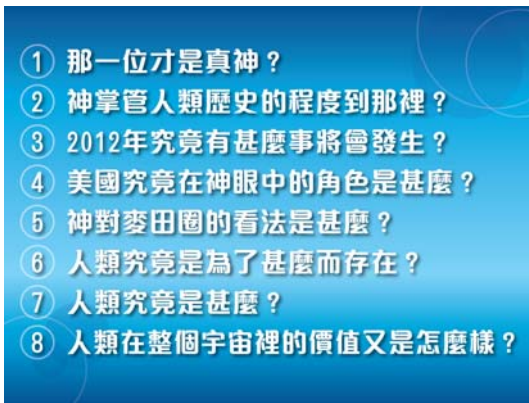 ① 那一位才是真神？
② 神掌管人類歷史的程度到那裡？
③ 2012年究竟有甚麼事將會發生？
④ 美國究竟在神眼中的角色是甚麼？
⑤ 神對麥田圈的看法是甚麼？
⑥ 人類究竟是為了甚麼而存在？
⑦ 人類究竟是甚麼？
⑧ 人類在整個宇宙裡的價值又是怎麼樣？